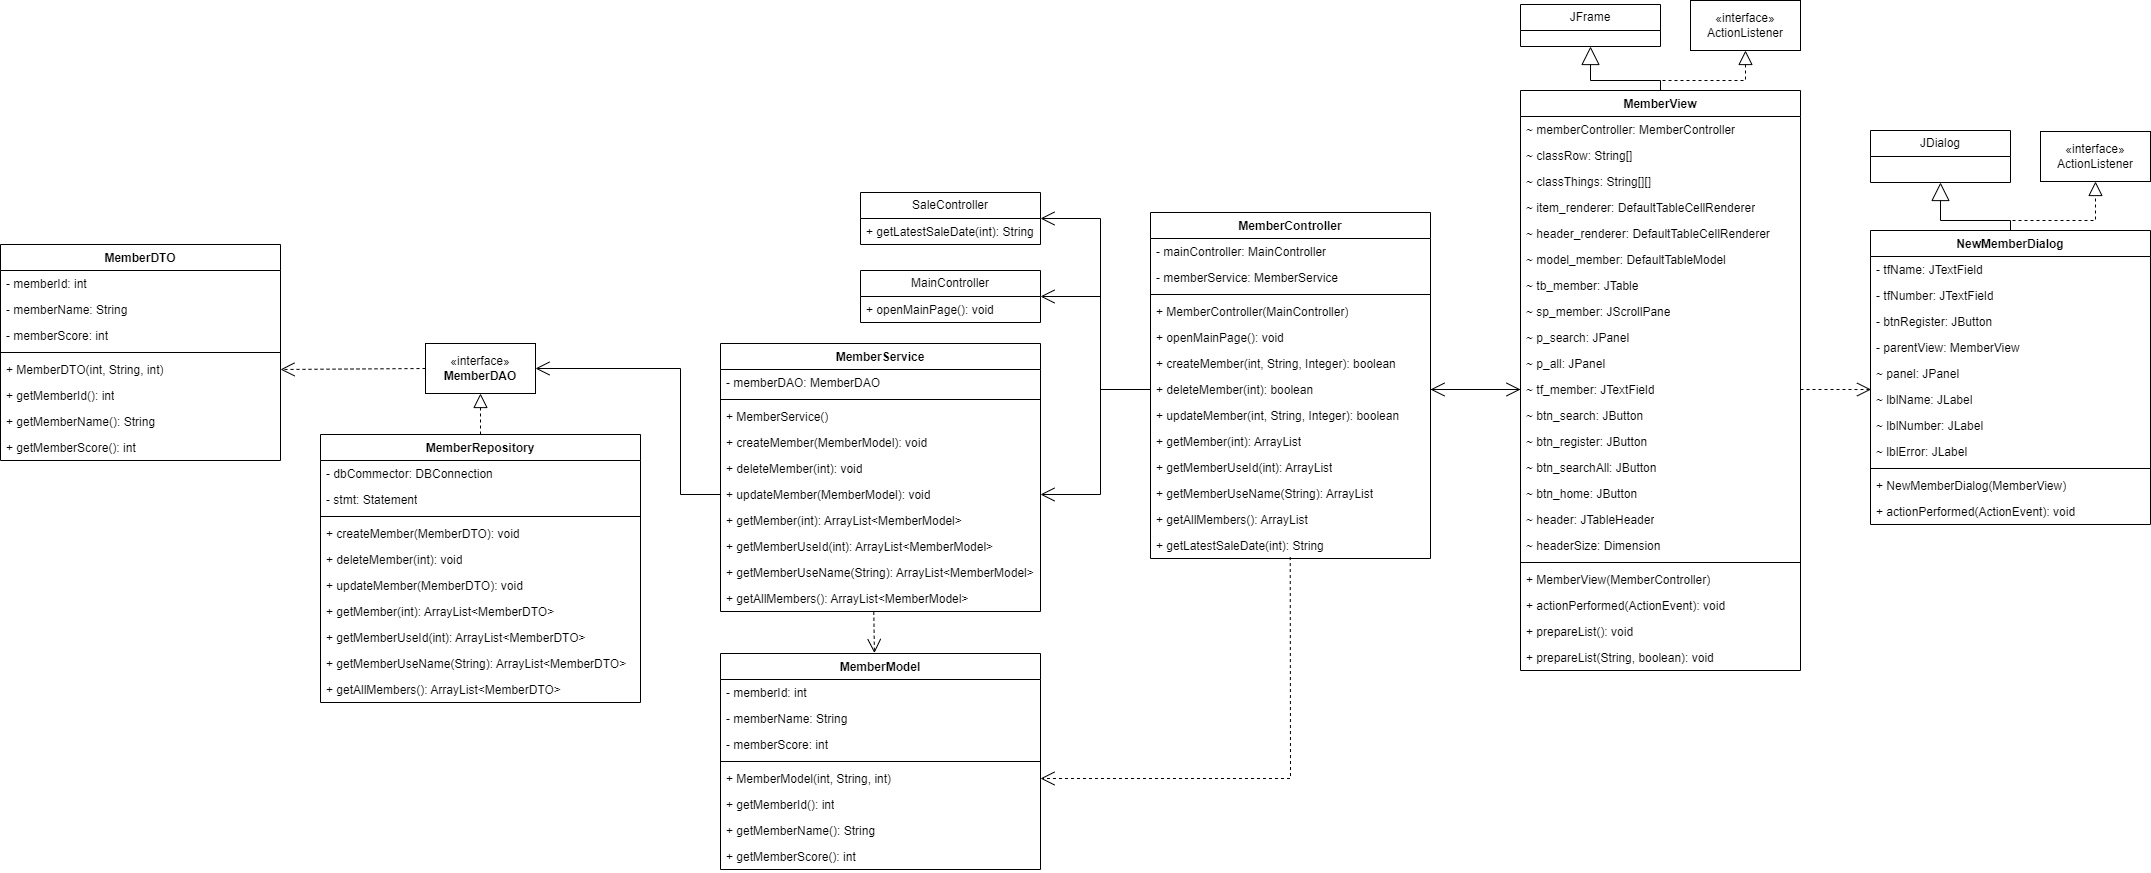 MemberDTO
- memberId: int
- memberName: String
- memberScore: int
+ MemberDTO(int, String, int)
+ getMemberId(): int
+ getMemberName(): String
+ getMemberScore(): int
«interface»
MemberDAO
MemberRepository
- dbCommector: DBConnection
- stmt: Statement
+ createMember(MemberDTO): void
+ deleteMember(int): void
+ updateMember(MemberDTO): void
+ getMember(int): ArrayList<MemberDTO>
+ getMemberUseId(int): ArrayList<MemberDTO>
+ getMemberUseName(String): ArrayList<MemberDTO>
+ getAllMembers(): ArrayList<MemberDTO>
SaleController
+ getLatestSaleDate(int): String
MainController
+ openMainPage(): void
MemberService
- memberDAO: MemberDAO
+ MemberService()
+ createMember(MemberModel): void
+ deleteMember(int): void
+ updateMember(MemberModel): void
+ getMember(int): ArrayList<MemberModel>
+ getMemberUseId(int): ArrayList<MemberModel>
+ getMemberUseName(String): ArrayList<MemberModel>
+ getAllMembers(): ArrayList<MemberModel>
MemberModel
- memberId: int
- memberName: String
- memberScore: int
+ MemberModel(int, String, int)
+ getMemberId(): int
+ getMemberName(): String
+ getMemberScore(): int
MemberController
- mainController: MainController
- memberService: MemberService
+ MemberController(MainController)
+ openMainPage(): void
+ createMember(int, String, Integer): boolean
+ deleteMember(int): boolean
+ updateMember(int, String, Integer): boolean
+ getMember(int): ArrayList
+ getMemberUseId(int): ArrayList
+ getMemberUseName(String): ArrayList
+ getAllMembers(): ArrayList
+ getLatestSaleDate(int): String
JFrame
«interface»
ActionListener
MemberView
~ memberController: MemberController
~ classRow: String[]
~ classThings: String[][]
~ item_renderer: DefaultTableCellRenderer
~ header_renderer: DefaultTableCellRenderer
~ model_member: DefaultTableModel
~ tb_member: JTable
~ sp_member: JScrollPane
~ p_search: JPanel
~ p_all: JPanel
~ tf_member: JTextField
~ btn_search: JButton
~ btn_register: JButton
~ btn_searchAll: JButton
~ btn_home: JButton
~ header: JTableHeader
~ headerSize: Dimension
+ MemberView(MemberController)
+ actionPerformed(ActionEvent): void
+ prepareList(): void
+ prepareList(String, boolean): void
JDialog
«interface»
ActionListener
NewMemberDialog
- tfName: JTextField
- tfNumber: JTextField
- btnRegister: JButton
- parentView: MemberView
~ panel: JPanel
~ lblName: JLabel
~ lblNumber: JLabel
~ lblError: JLabel
+ NewMemberDialog(MemberView)
+ actionPerformed(ActionEvent): void